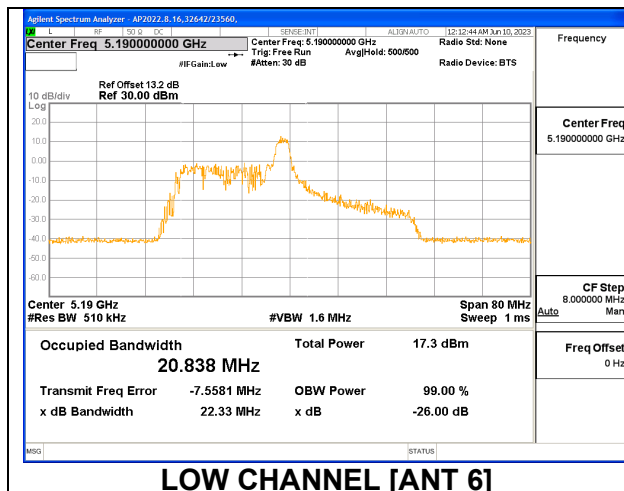 Agilent Spectrum Analyzer - AP2022.8.16,32642/23560,
LXI L RF 50 Ω DC SENSE:INT ALIGN AUTO 12:12:44 AM Jun 10, 2023
Center Freq 5.190000000 GHz Center Freq: 5.190000000 GHz Radio Std: None
Trig: Free Run Avg|Hold: 500/500
#IFGain:Low #Atten: 30 dB Radio Device: BTS
Frequency
Ref Offset 13.2 dB
10 dB/div Ref 30.00 dBm
Log
20.0
10.0
0.00
-10.0
-20.0
-30.0
-40.0
-50.0
-60.0
Center Freq
5.190000000 GHz
Center 5.19 GHz Span 80 MHz
#Res BW 510 kHz #VBW 1.6 MHz Sweep 1 ms
CF Step
8.000000 MHz
Auto Man
Occupied Bandwidth Total Power 17.3 dBm
20.838 MHz
Freq Offset
0 Hz
Transmit Freq Error -7.5581 MHz OBW Power 99.00 %
x dB Bandwidth 22.33 MHz x dB -26.00 dB
MSG STATUS
LOW CHANNEL [ANT 6]